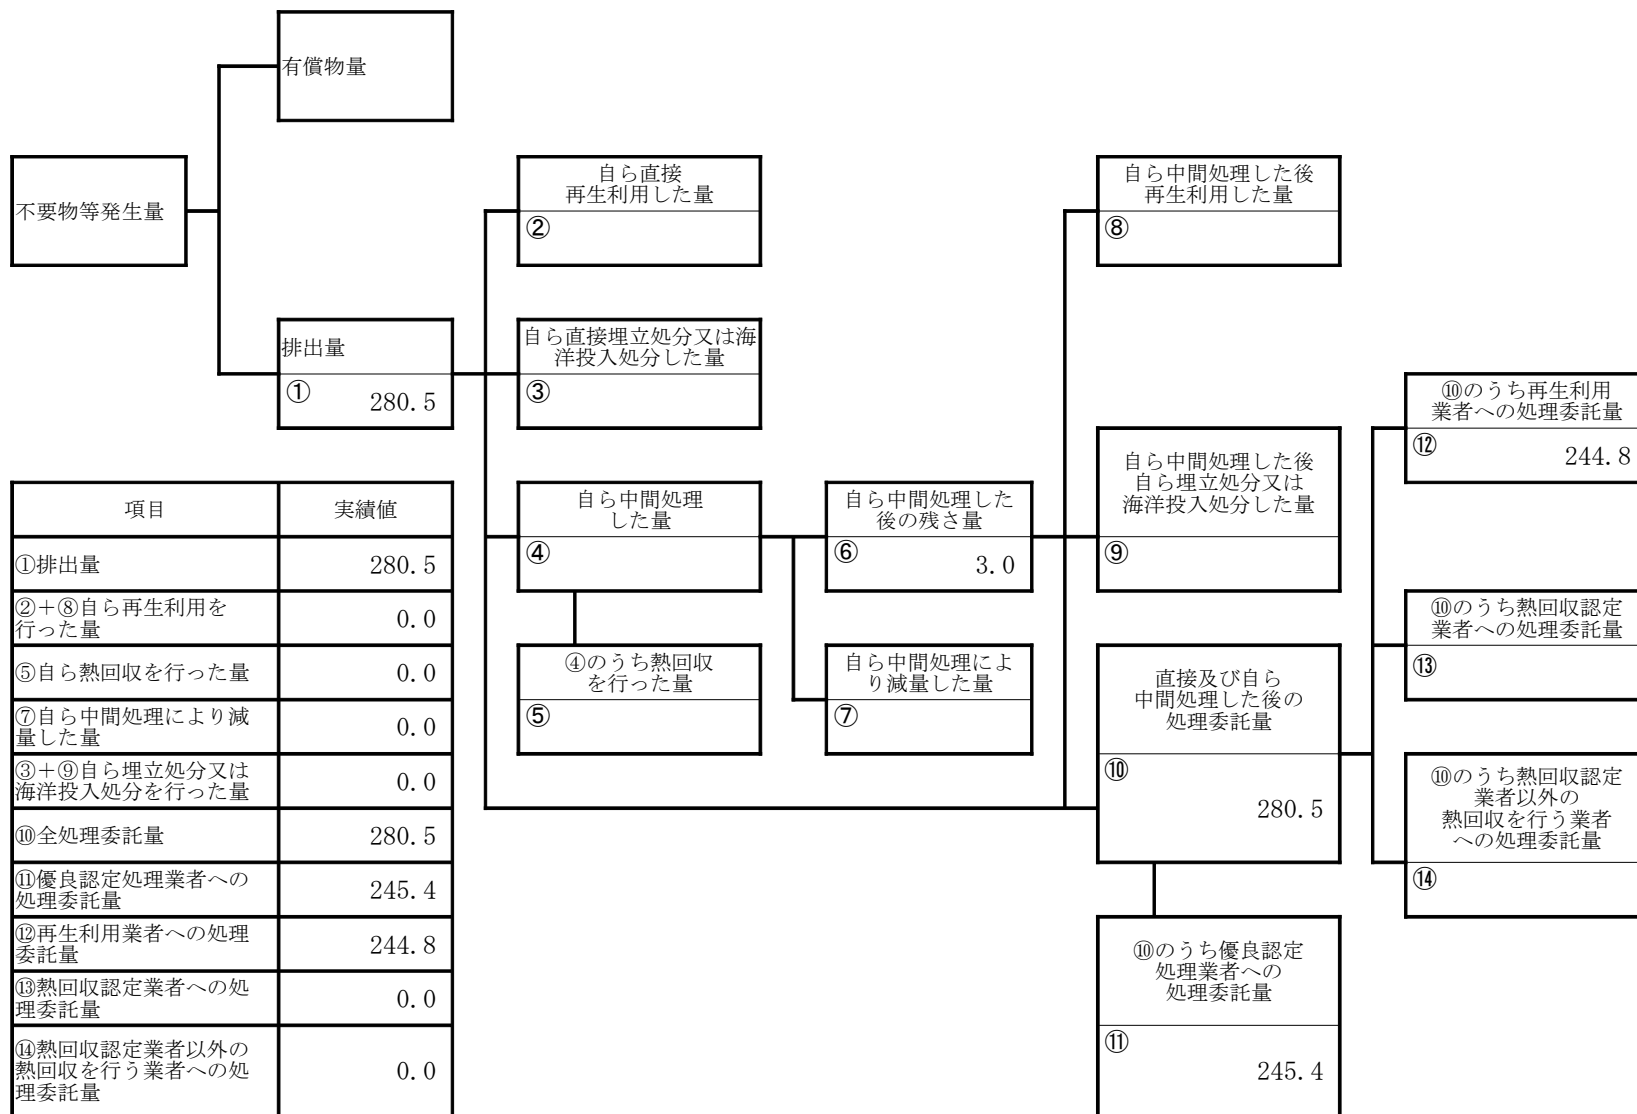 有償物量
不要物等発生量
自ら直接
再生利用した量
②
自ら中間処理した後
再生利用した量
⑧
排出量
① 280.5
自ら直接埋立処分又は海
洋投入処分した量
③
⑩のうち再生利用
業者への処理委託量
⑫ 244.8
自ら中間処理
した量
④
自ら中間処理した
後の残さ量
⑥ 3.0
自ら中間処理した後
自ら埋立処分又は
海洋投入処分した量
⑨
⑩のうち熱回収認定
業者への処理委託量
⑬
④のうち熱回収
を行った量
⑤
自ら中間処理によ
り減量した量
⑦
直接及び自ら
中間処理した後の
処理委託量
⑩ 280.5
⑩のうち熱回収認定
業者以外の
熱回収を行う業者
への処理委託量
⑭
⑩のうち優良認定
処理業者への
処理委託量
⑪ 245.4
項目 実績値
①排出量 280.5
②+⑧自ら再生利用を
行った量 0.0
⑤自ら熱回収を行った量 0.0
⑦自ら中間処理により減
量した量 0.0
③+⑨自ら埋立処分又は
海洋投入処分を行った量 0.0
⑩全処理委託量 280.5
⑪優良認定処理業者への
処理委託量 245.4
⑫再生利用業者への処理
委託量 244.8
⑬熱回収認定業者への処
理委託量 0.0
⑭熱回収認定業者以外の
熱回収を行う業者への処
理委託量 0.0